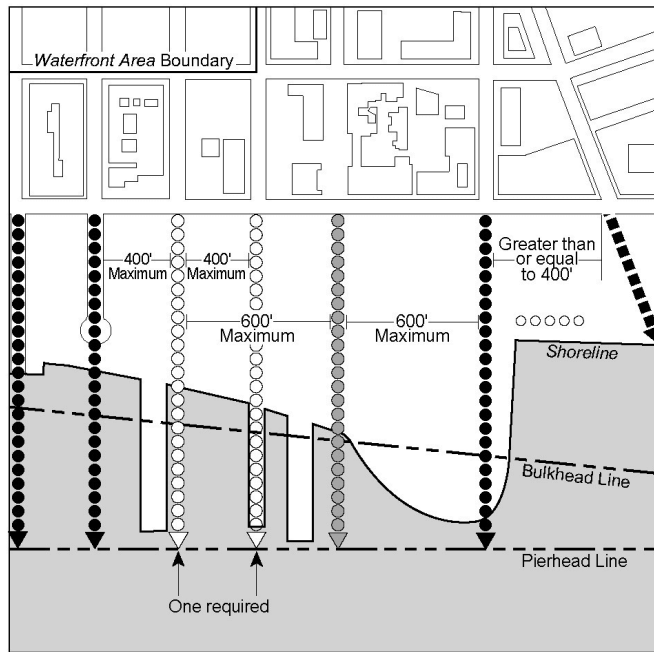 Waterfront Area Boundary
400'
Maximum
400'
Maximum
Greater than
or equal
to 400'
600'
Maximum
600'
Maximum
Shoreline
Bulkhead Line
Pierhead Line
One required